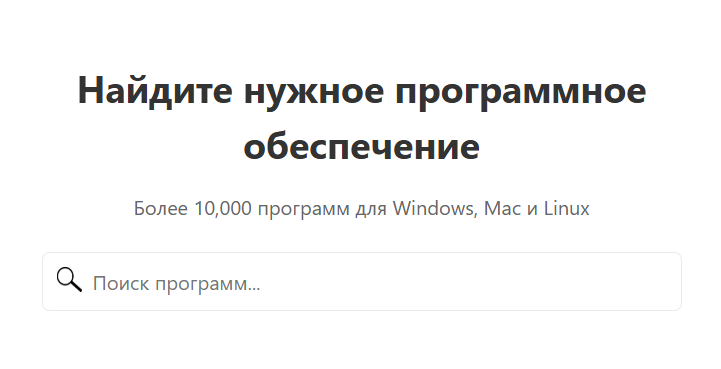 Найдите нужное программное
обеспечение
Более 10,000 программ для Windows, Mac и Linux
Поиск программ...